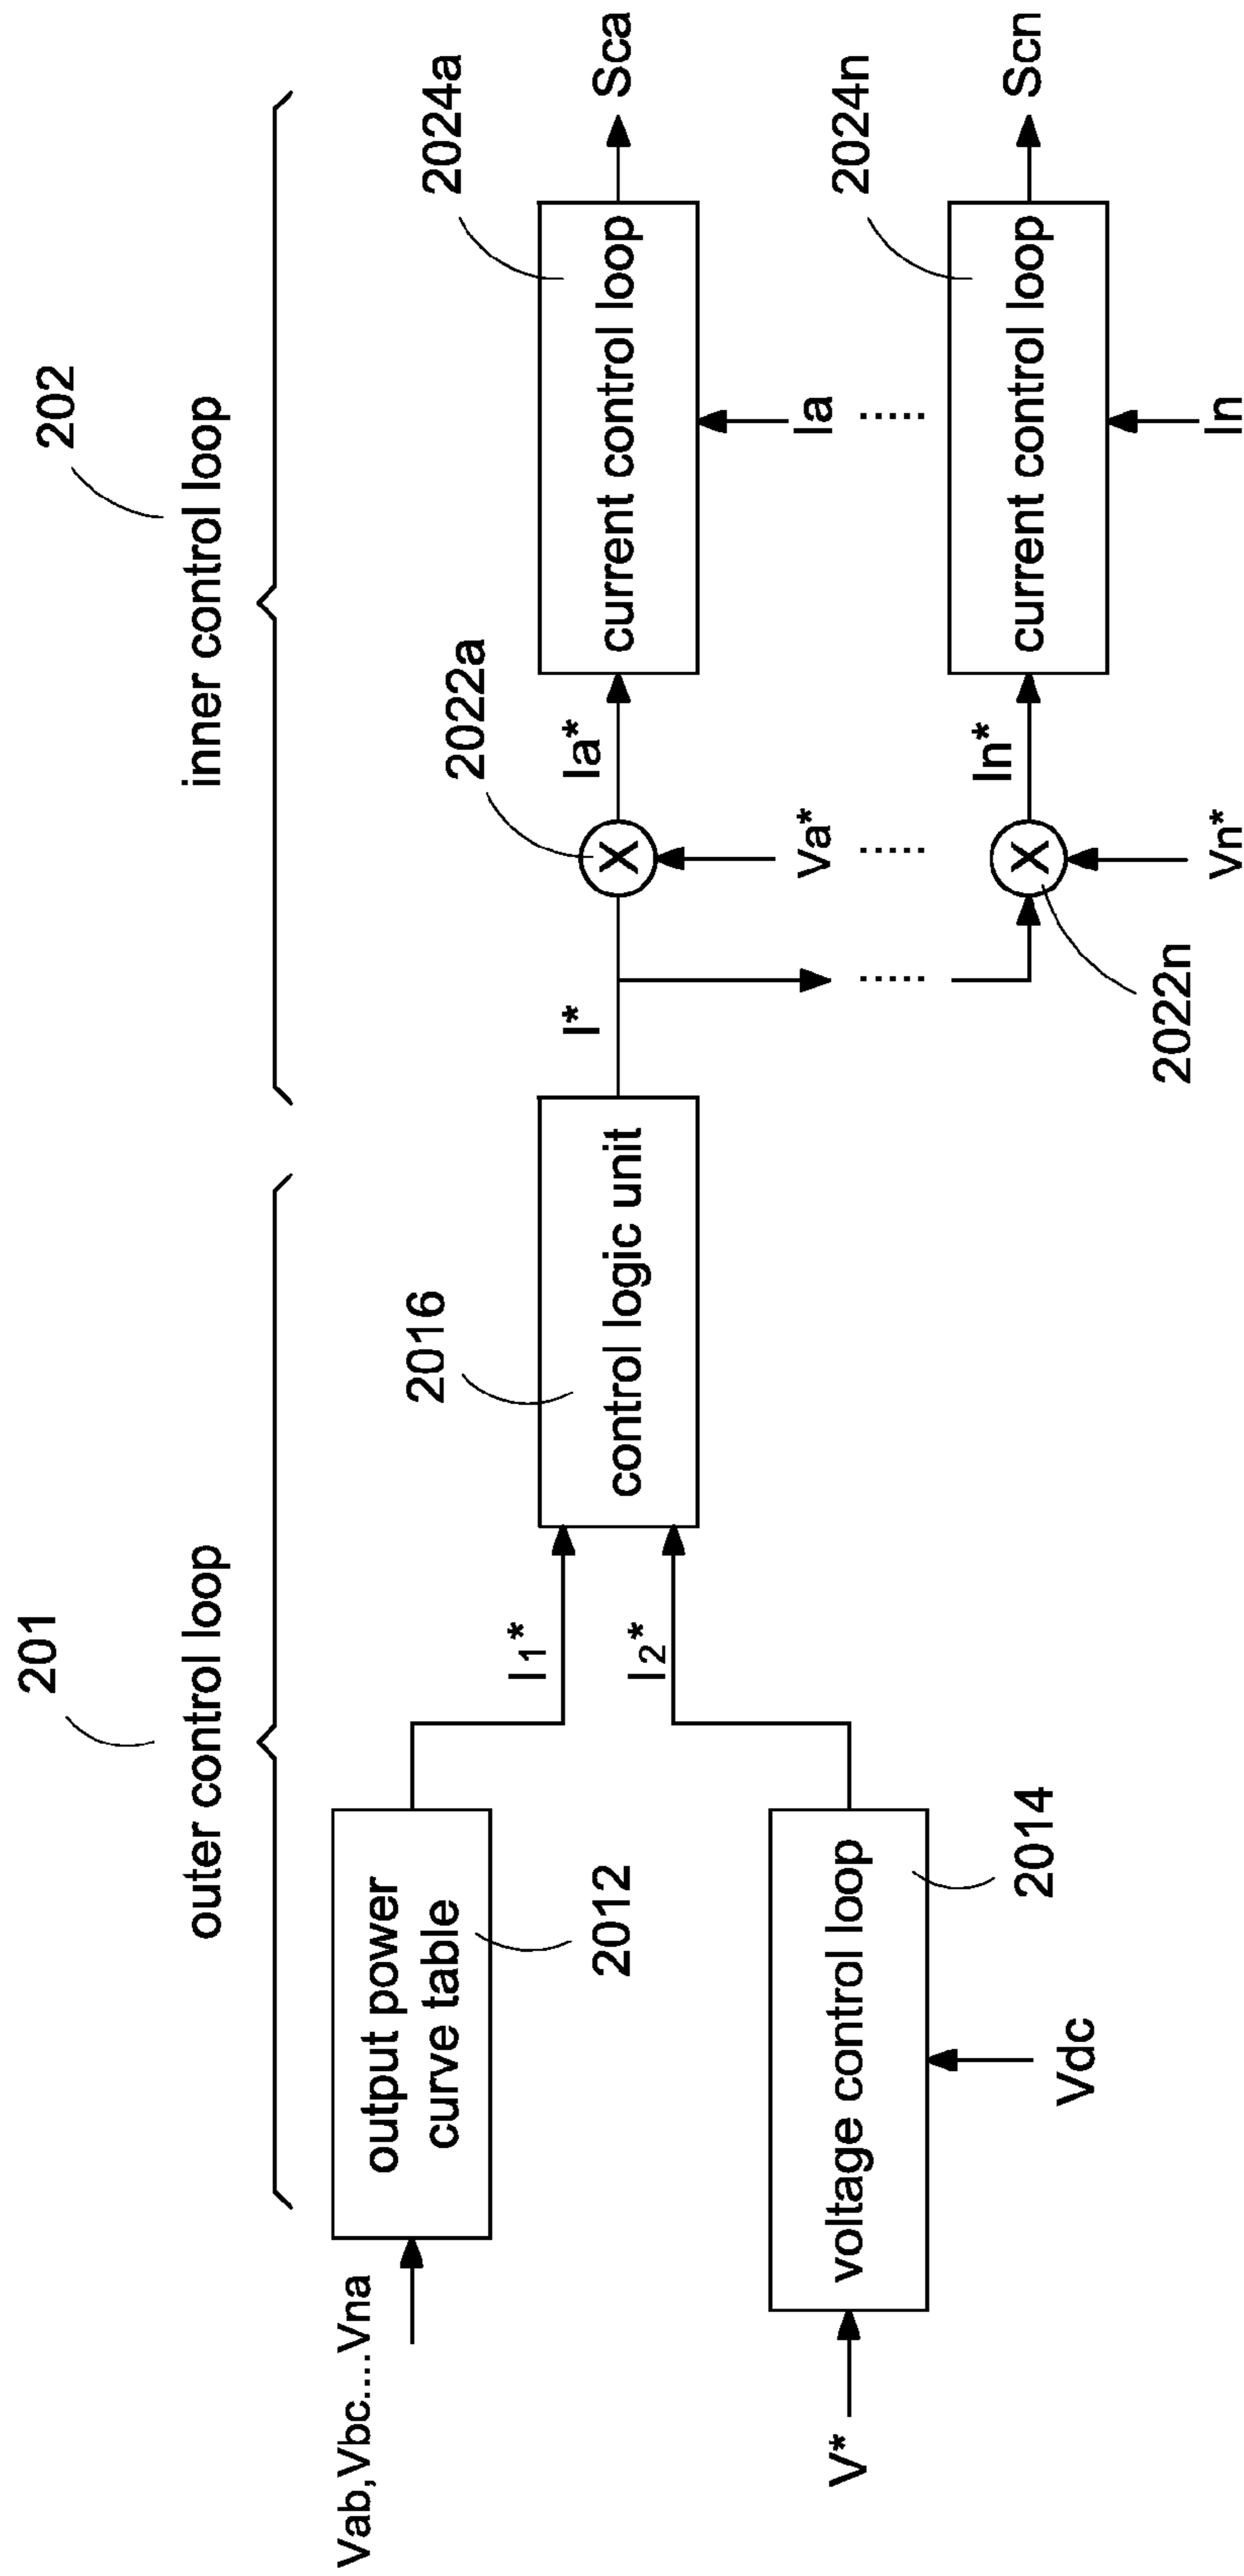 201
outer control loop
202
inner control loop
Vab,Vbc....Vna
output power
curve table
2012
I1*
V*
voltage control loop
2014
Vdc
I2*
2016
control logic unit
I*
2022a
X
Va*
Ia*
2024a
current control loop
Ia
Sca
.....
.....
.....
2022n
X
Vn*
In*
2024n
current control loop
In
Scn